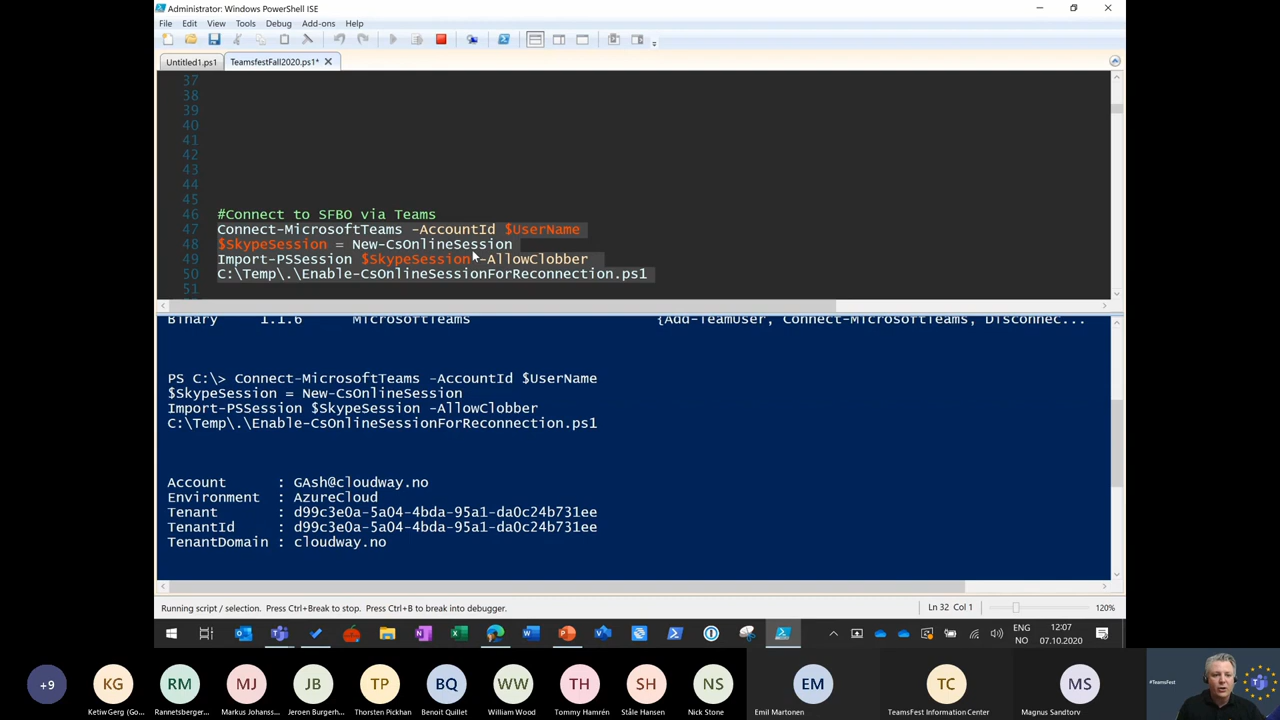 Administrator: Windows PowerShell ISE
File Edit View Tools Debug Add-ons Help
Untitled1.ps1 TeamsfestFall2020.ps1*
37
38
39
40
41
42
43
44
45
46 #Connect to SFBO via Teams
47 Connect-MicrosoftTeams -AccountId $UserName
48 $SkypeSession = New-CsOnlineSession
49 Import-PSSession $SkypeSession -AllowClobber
50 C:\Temp\.\Enable-CsOnlineSessionForReconnection.ps1
51
Binary 1.1.6 MicrosoftTeams {Add-TeamUser, Connect-MicrosoftTeams, Disconnec...
PS C:\> Connect-MicrosoftTeams -AccountId $UserName
$SkypeSession = New-CsOnlineSession
Import-PSSession $SkypeSession -AllowClobber
C:\Temp\.\Enable-CsOnlineSessionForReconnection.ps1
Account : GAsh@cloudway.no
Environment : AzureCloud
Tenant : d99c3e0a-5a04-4bda-95a1-da0c24b731ee
TenantId : d99c3e0a-5a04-4bda-95a1-da0c24b731ee
TenantDomain : cloudway.no
Running script / selection. Press Ctrl+Break to stop. Press Ctrl+B to break into debugger. Ln 32 Col 1 120%
EN 12:07
NO 07.10.2020
+9 KG RM MJ JB TP BQ WW TH SH NS EM TC MS #TeamsFest
Ketiw Gerg (Go... Rannetsberger... Markus Johanss... Jeroen Burgerh... Thorsten Pickhan Benoit Quillet William Wood Tommy Hamrén Ståle Hansen Nick Stone Emil Martonen TeamsFest Information Center Magnus Sandtorv